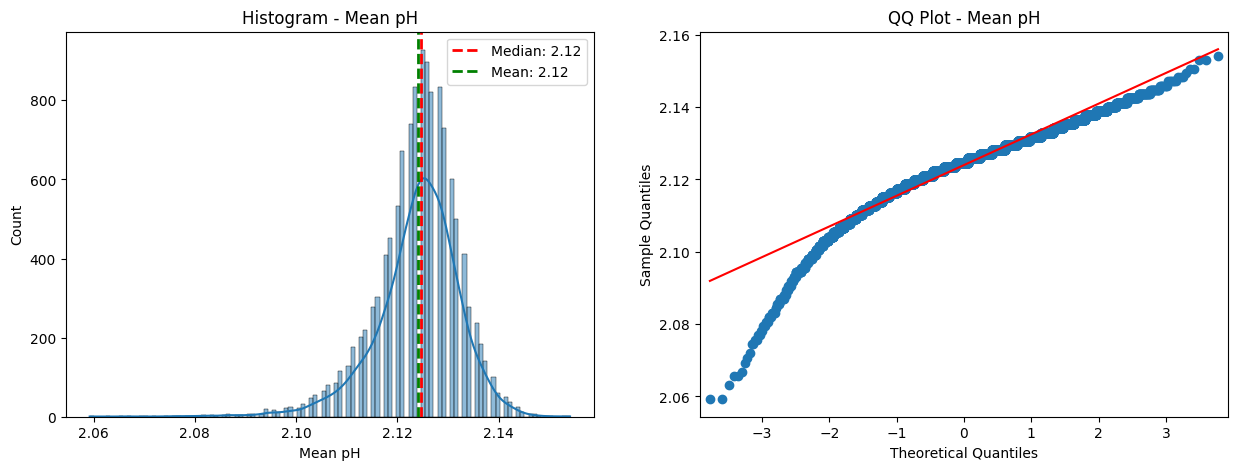 Histogram - Mean pH
Median: 2.12
Mean: 2.12
Count
800
600
400
200
0
2.06 2.08 2.10 2.12 2.14
Mean pH
QQ Plot - Mean pH
Sample Quantiles
2.16
2.14
2.12
2.10
2.08
2.06
−3 −2 −1 0 1 2 3
Theoretical Quantiles